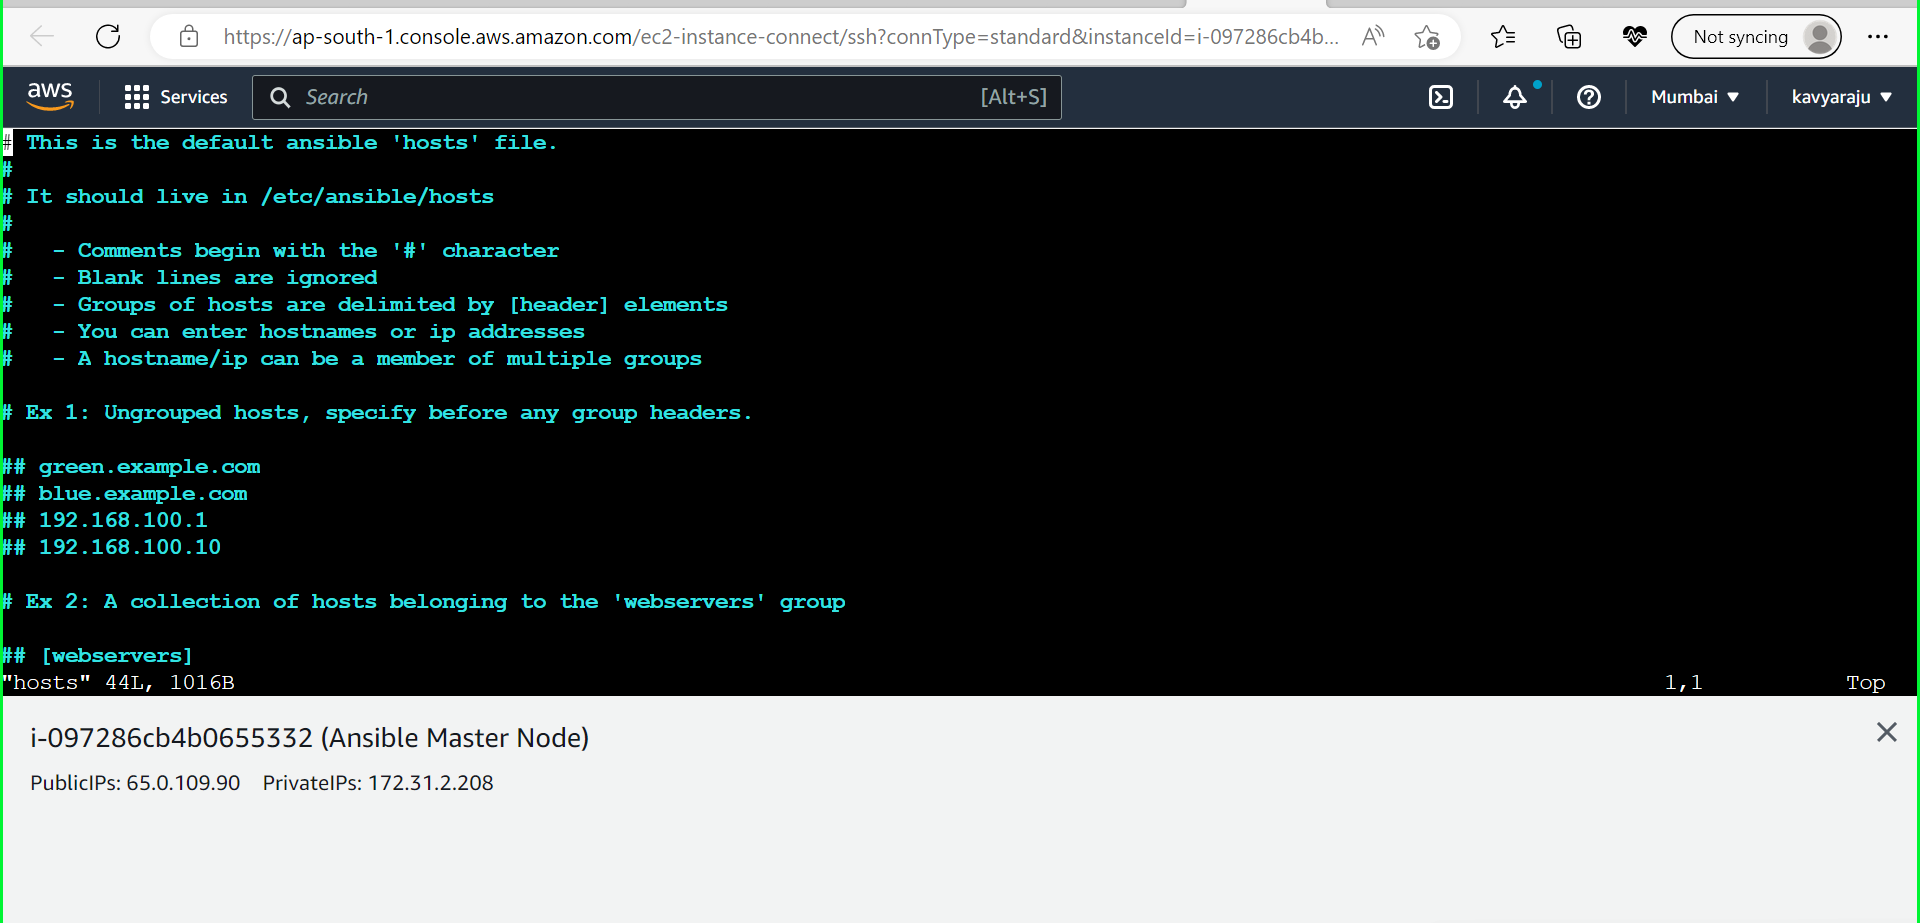 https://ap-south-1.console.aws.amazon.com/ec2-instance-connect/ssh?connType=standard&instanceId=i-097286cb4b...
Not syncing
aws
Services
Search
[Alt+S]
Mumbai
kavyaraju
# This is the default ansible 'hosts' file.
#
# It should live in /etc/ansible/hosts
#
#   - Comments begin with the '#' character
#   - Blank lines are ignored
#   - Groups of hosts are delimited by [header] elements
#   - You can enter hostnames or ip addresses
#   - A hostname/ip can be a member of multiple groups
# Ex 1: Ungrouped hosts, specify before any group headers.
## green.example.com
## blue.example.com
## 192.168.100.1
## 192.168.100.10
# Ex 2: A collection of hosts belonging to the 'webservers' group
## [webservers]
"hosts" 44L, 1016B
1,1
Top
i-097286cb4b0655332 (Ansible Master Node)
PublicIPs: 65.0.109.90 PrivateIPs: 172.31.2.208